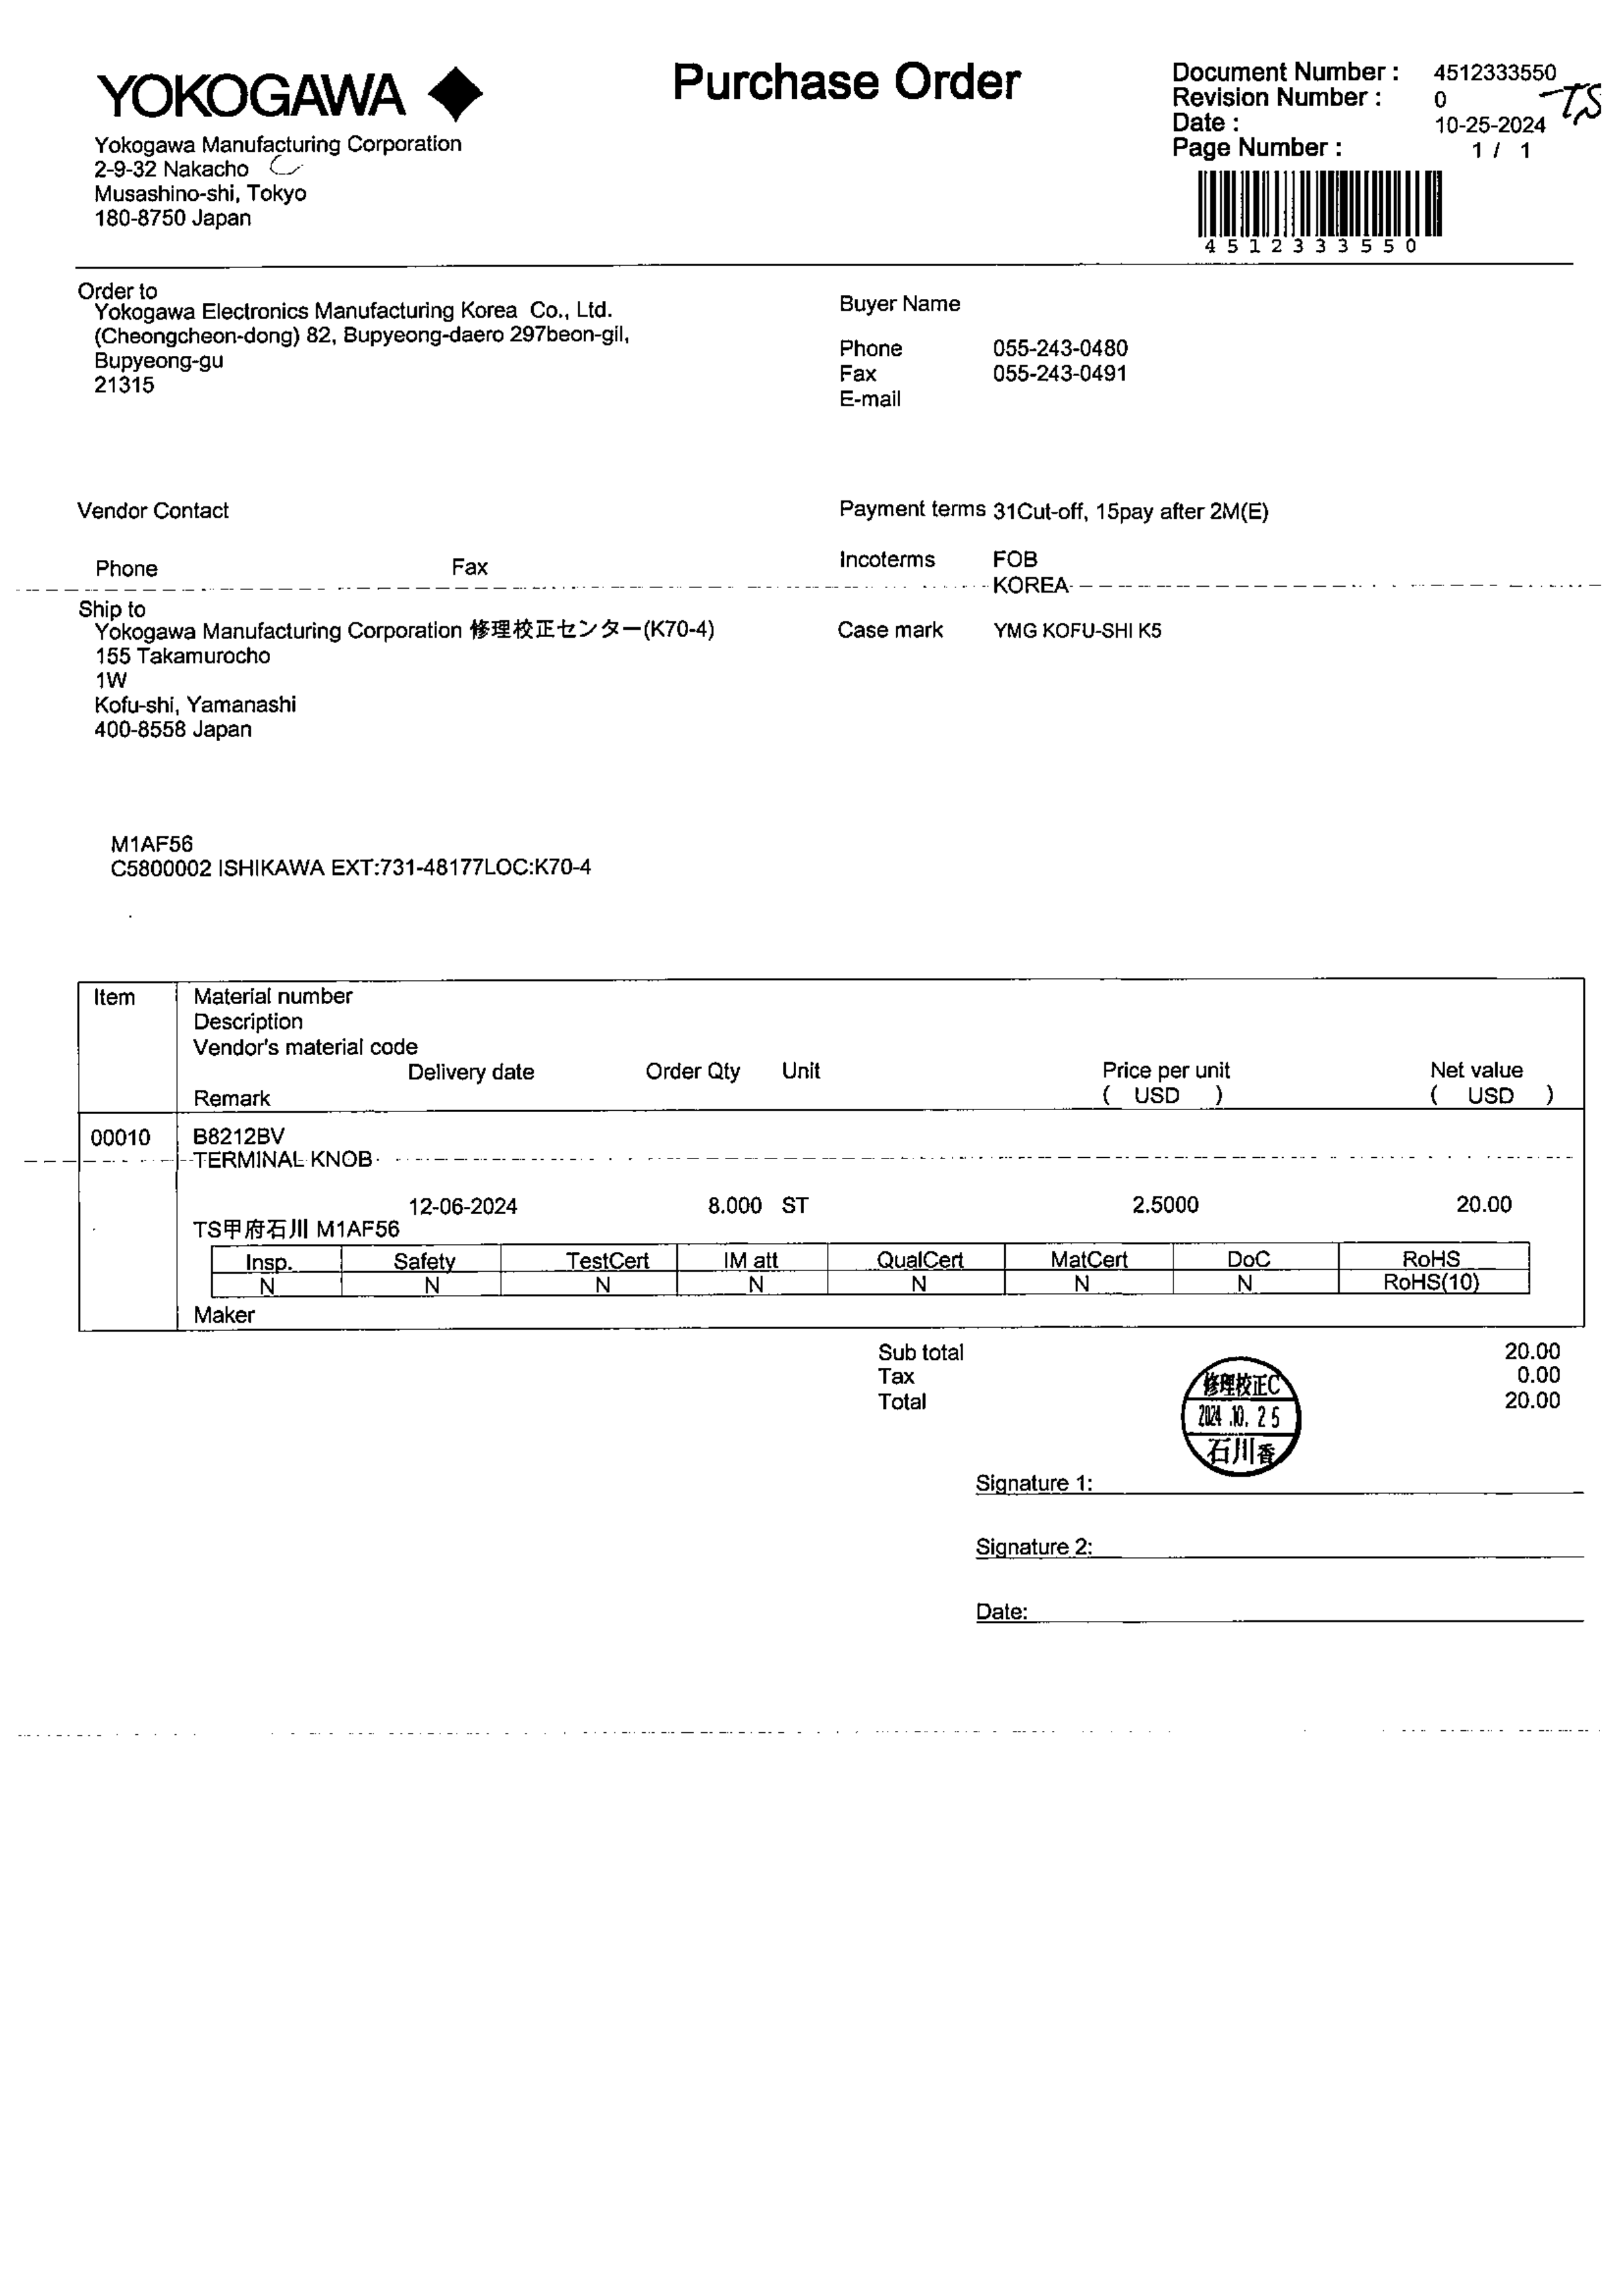 YOKOGAWA
Purchase Order
Document Number : 4512333550
Revision Number : 0
TS
Date : 10-25-2024
Page Number : 1 / 1
4512333550
Yokogawa Manufacturing Corporation
2-9-32 Nakacho
Musashino-shi, Tokyo
180-8750 Japan
Order to
Yokogawa Electronics Manufacturing Korea Co., Ltd.
(Cheongcheon-dong) 82, Bupyeong-daero 297beon-gil,
Bupyeong-gu
21315
Buyer Name
Phone 055-243-0480
Fax 055-243-0491
E-mail
Vendor Contact
Phone Fax
Payment terms 31Cut-off, 15pay after 2M(E)
Incoterms FOB
KOREA
Ship to
Yokogawa Manufacturing Corporation 修理校正センター(K70-4)
155 Takamurocho
1W
Kofu-shi, Yamanashi
400-8558 Japan
Case mark YMG KOFU-SHI K5
M1AF56
C5800002 ISHIKAWA EXT:731-48177LOC:K70-4
Item Material number
Description
Vendor's material code
Delivery date Order Qty Unit Price per unit Net value
Remark ( USD ) ( USD )
00010 B8212BV
TERMINAL KNOB
12-06-2024 8.000 ST 2.5000 20.00
TS甲府石川 M1AF56
Insp. Safety TestCert IM att QualCert MatCert DoC RoHS
N N N N N N N RoHS(10)
Maker
Sub total 20.00
Tax 0.00
Total 20.00
修理校正C
2024.10.25
石川香
Signature 1:
Signature 2:
Date: